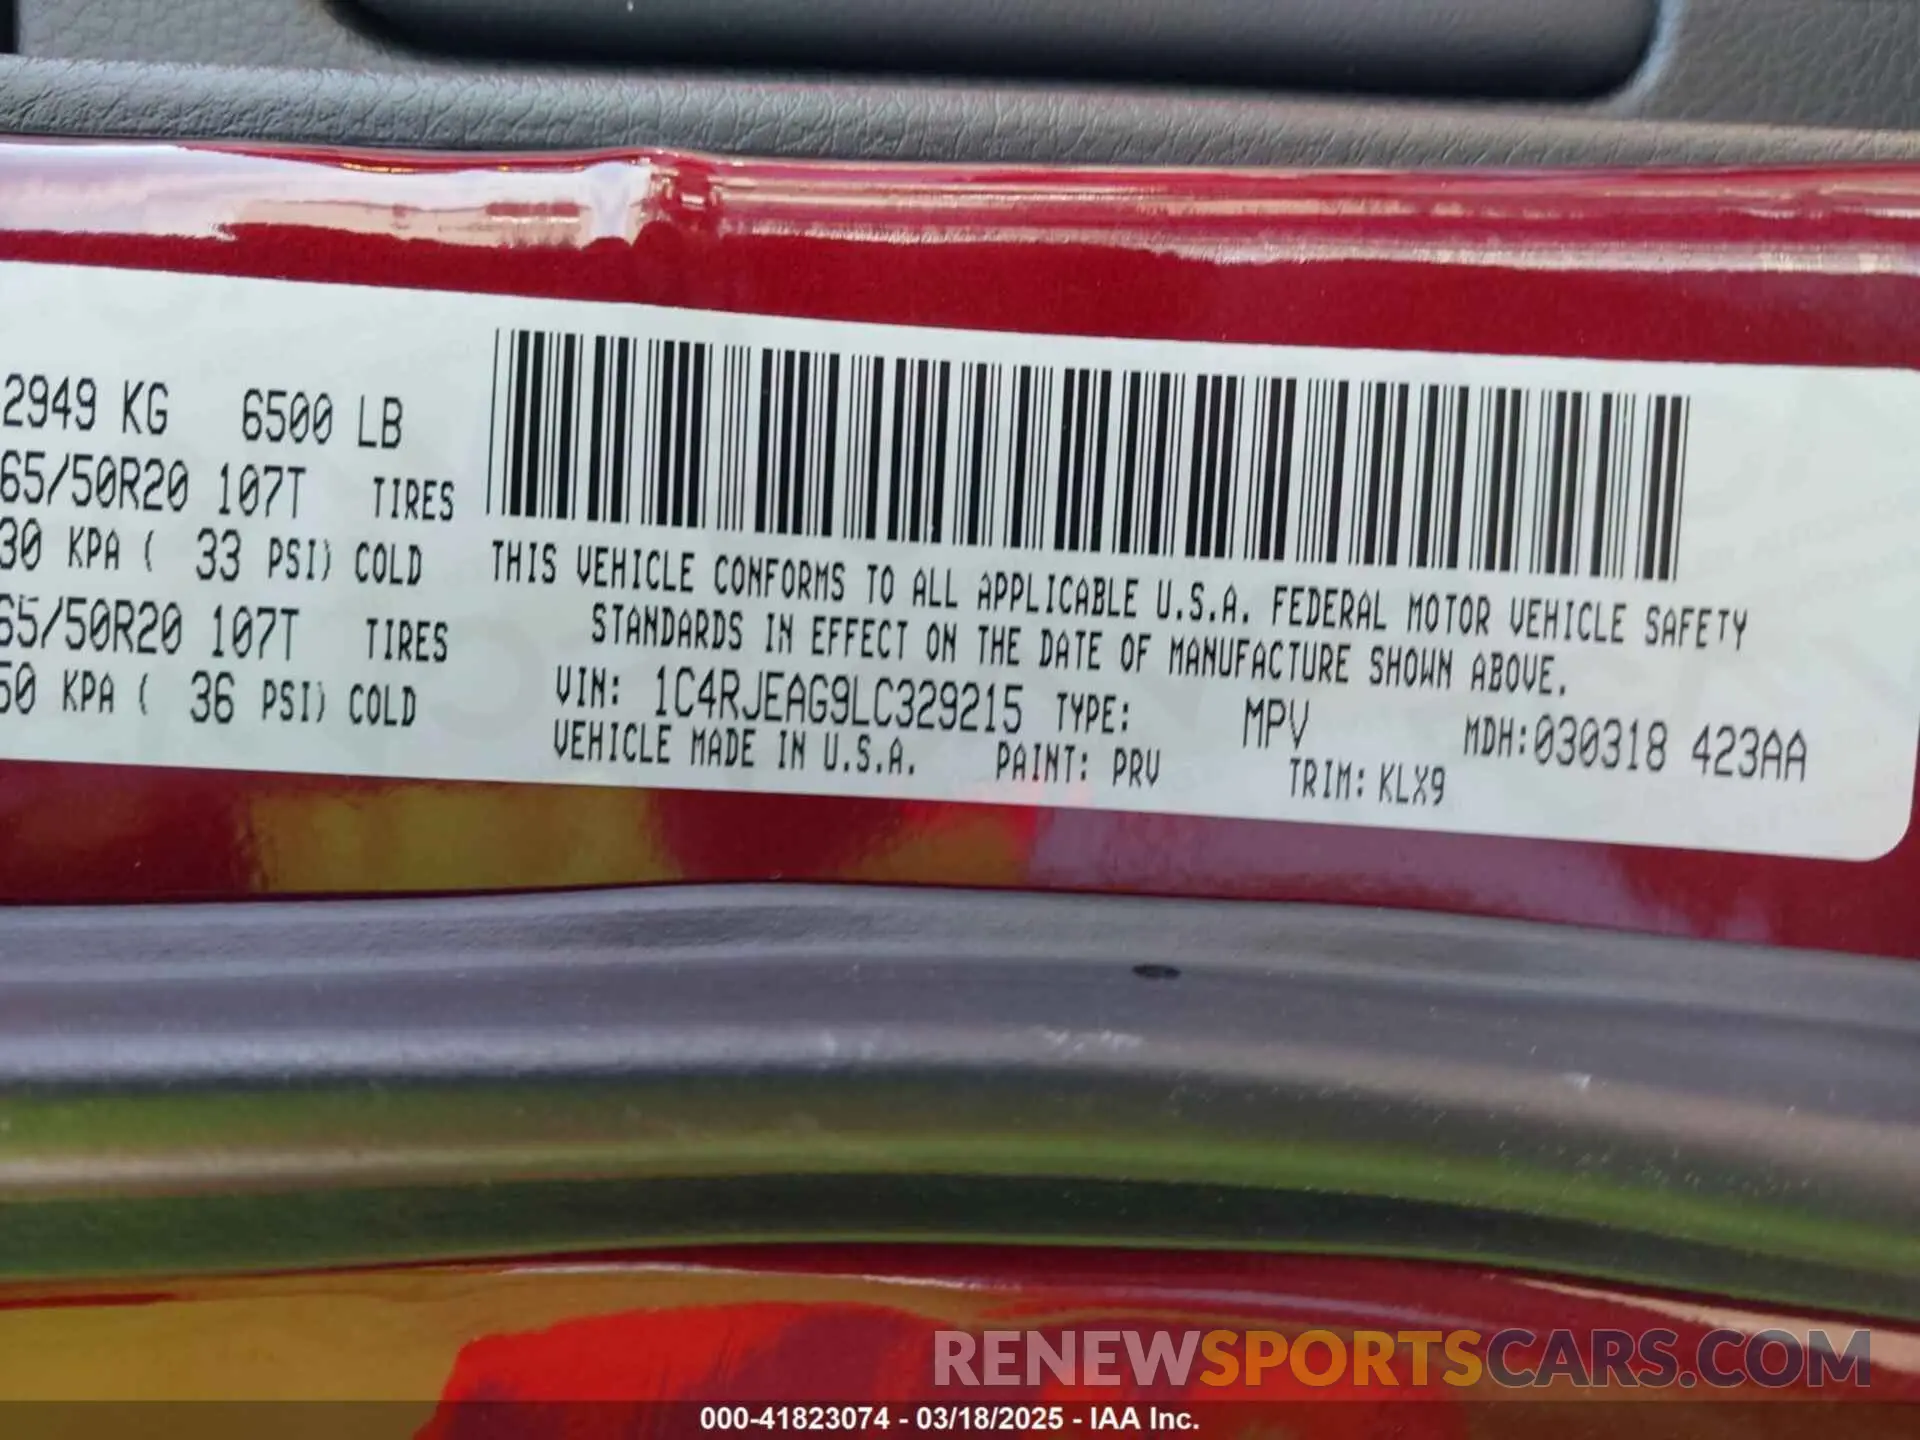 2949 KG 6500 LB
65/50R20 107T TIRES
30 KPA ( 33 PSI) COLD
65/50R20 107T TIRES
50 KPA ( 36 PSI) COLD
THIS VEHICLE CONFORMS TO ALL APPLICABLE U.S.A. FEDERAL MOTOR VEHICLE SAFETY
STANDARDS IN EFFECT ON THE DATE OF MANUFACTURE SHOWN ABOVE.
VIN: 1C4RJEAG9LC329215 TYPE: MPV MDH:030318 423AA
VEHICLE MADE IN U.S.A. PAINT: PRV TRIM: KLX9
RENEWSPORTSCARS.COM
000-41823074 - 03/18/2025 - IAA Inc.